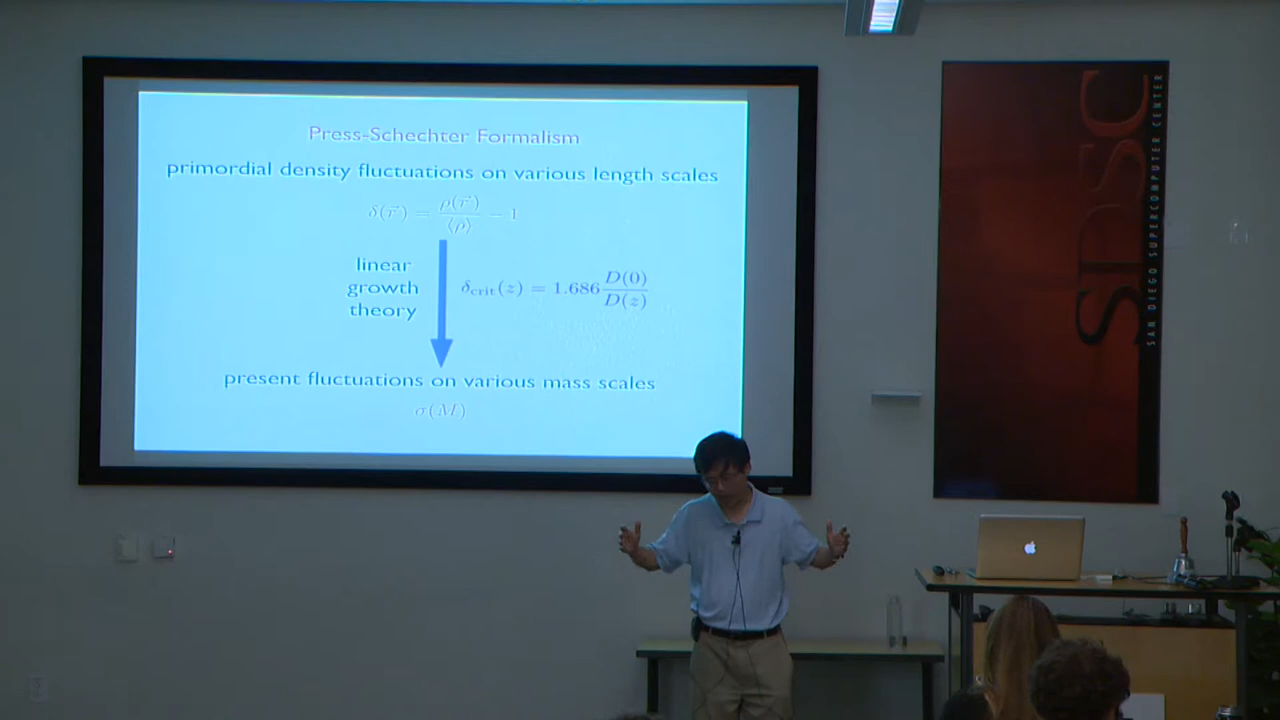 Press-Schechter Formalism
primordial density fluctuations on various length scales
δ(r⃗) = ρ(r⃗) / ⟨ρ⟩ − 1
linear
growth
theory
δcrit(z) = 1.686 D(0) / D(z)
present fluctuations on various mass scales
σ(M)
SDSC
SAN DIEGO SUPERCOMPUTER CENTER